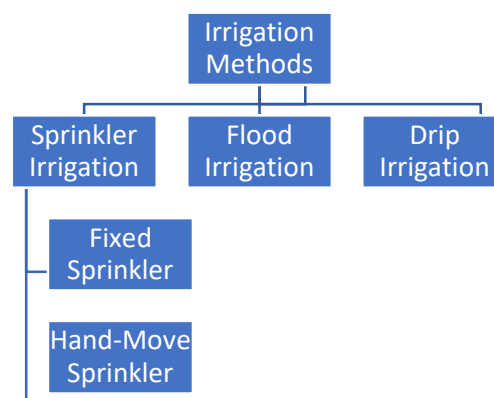 Irrigation
Methods
Sprinkler
Irrigation
Flood
Irrigation
Drip
Irrigation
Fixed
Sprinkler
Hand-Move
Sprinkler